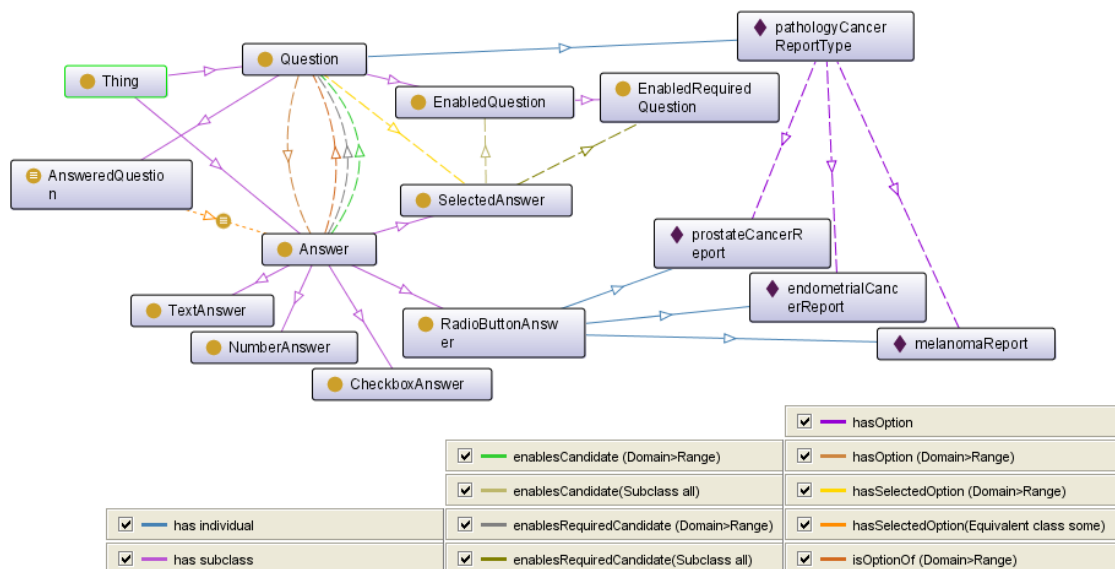 pathologyCancer
ReportType
Question
Thing
EnabledQuestion
EnabledRequired
Question
AnsweredQuestio
n
SelectedAnswer
Answer
prostateCancerR
eport
endometrialCanc
erReport
TextAnswer
RadioButtonAnsw
er
NumberAnswer
melanomaReport
CheckboxAnswer
hasOption
enablesCandidate (Domain>Range)
hasOption (Domain>Range)
enablesCandidate(Subclass all)
hasSelectedOption (Domain>Range)
has individual
enablesRequiredCandidate (Domain>Range)
hasSelectedOption(Equivalent class some)
has subclass
enablesRequiredCandidate(Subclass all)
isOptionOf (Domain>Range)